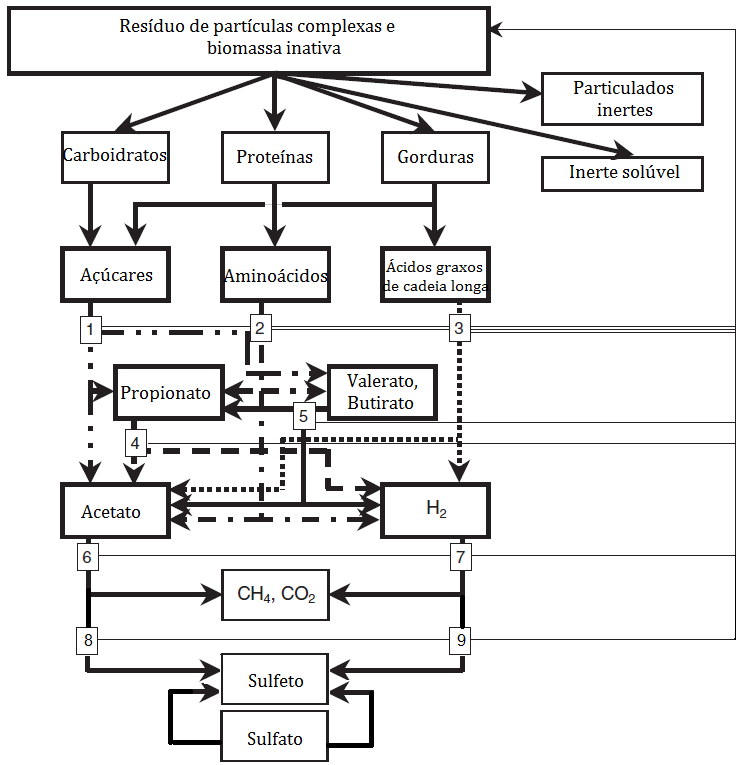 Resíduo de partículas complexas e
biomassa inativa
Particulados
inertes
Carboidratos
Proteínas
Gorduras
Inerte solúvel
Açúcares
Aminoácidos
Ácidos graxos
de cadeia longa
1
2
3
Propionato
Valerato,
Butirato
5
4
Acetato
H₂
6
7
CH₄, CO₂
8
9
Sulfeto
Sulfato